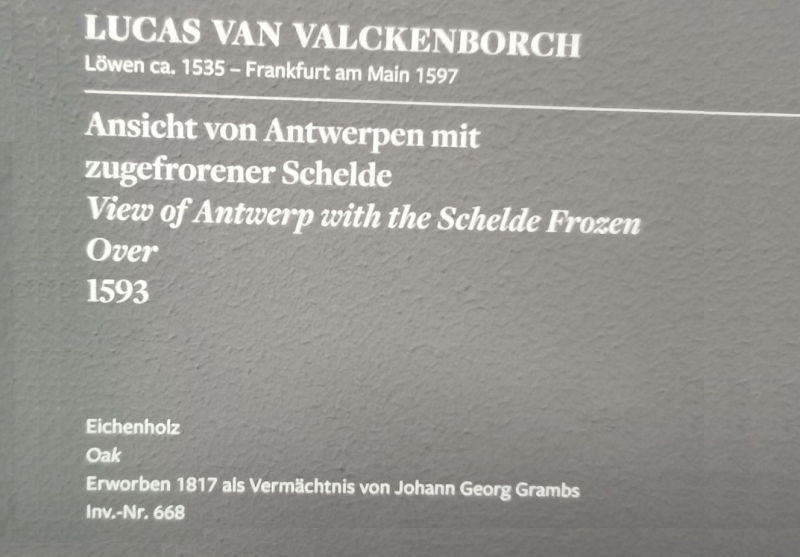 LUCAS VAN VALCKENBORCH
Löwen ca. 1535 – Frankfurt am Main 1597
Ansicht von Antwerpen mit
zugefrorener Schelde
View of Antwerp with the Schelde Frozen
Over
1593
Eichenholz
Oak
Erworben 1817 als Vermächtnis von Johann Georg Grambs
Inv.-Nr. 668